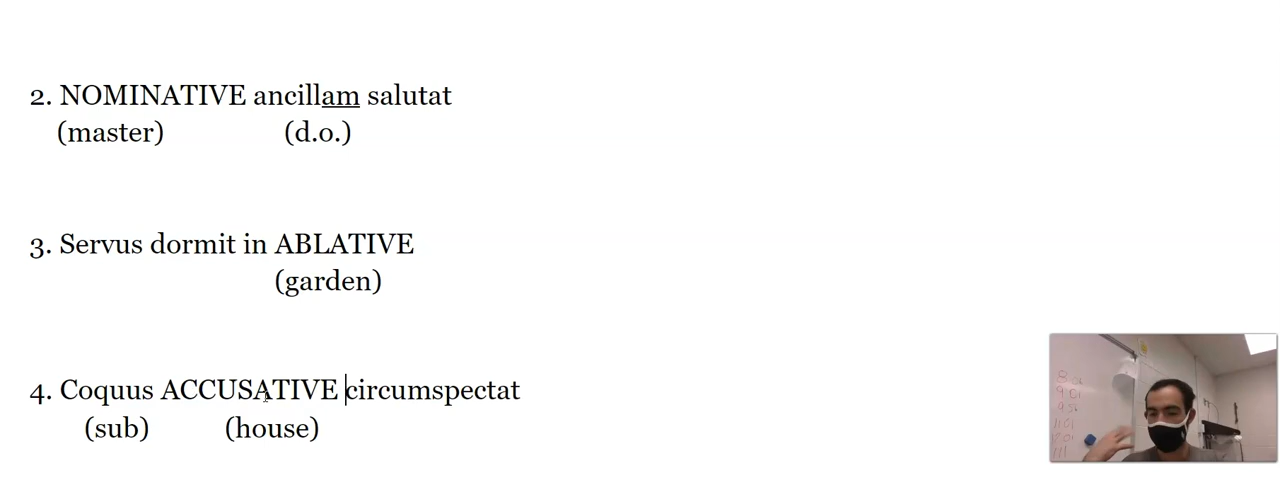 2. NOMINATIVE ancillam salutat
(master) (d.o.)
3. Servus dormit in ABLATIVE
(garden)
4. Coquus ACCUSATIVE circumspectat
(sub) (house)